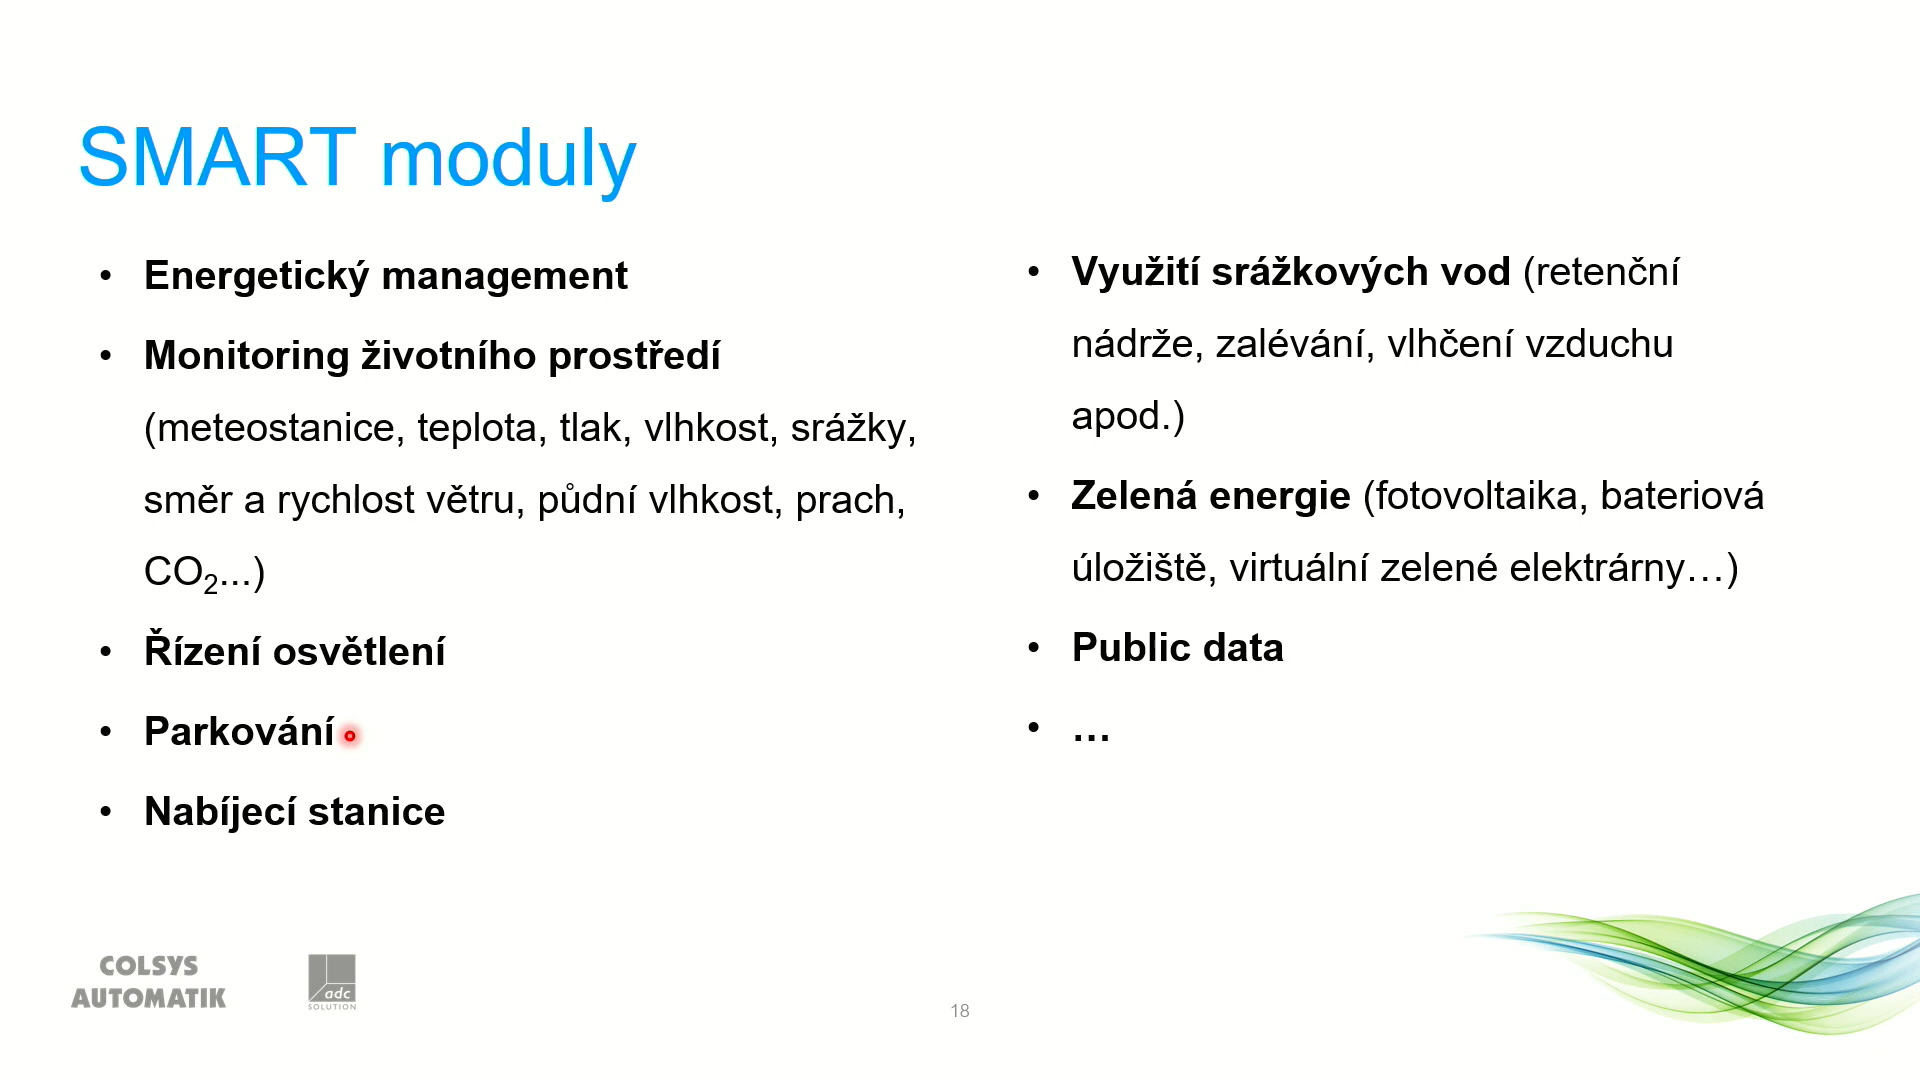 SMART moduly
• Energetický management
• Monitoring životního prostředí
(meteostanice, teplota, tlak, vlhkost, srážky,
směr a rychlost větru, půdní vlhkost, prach,
CO₂...)
• Řízení osvětlení
• Parkování
• Nabíjecí stanice
• Využití srážkových vod (retenční
nádrže, zalévání, vlhčení vzduchu
apod.)
• Zelená energie (fotovoltaika, bateriová
úložiště, virtuální zelené elektrárny…)
• Public data
• …
COLSYS
AUTOMATIK
adc
SOLUTION
18